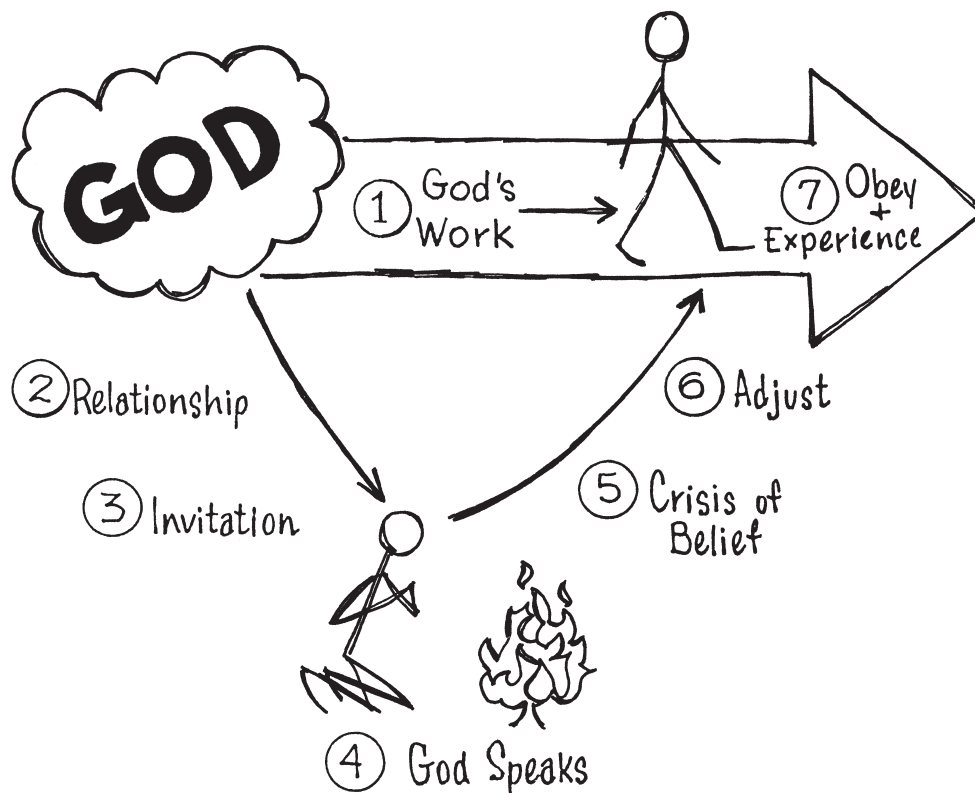 GOD
1 God's
Work
7 Obey
+
Experience
2 Relationship
6 Adjust
3 Invitation
5 Crisis of
Belief
4 God Speaks